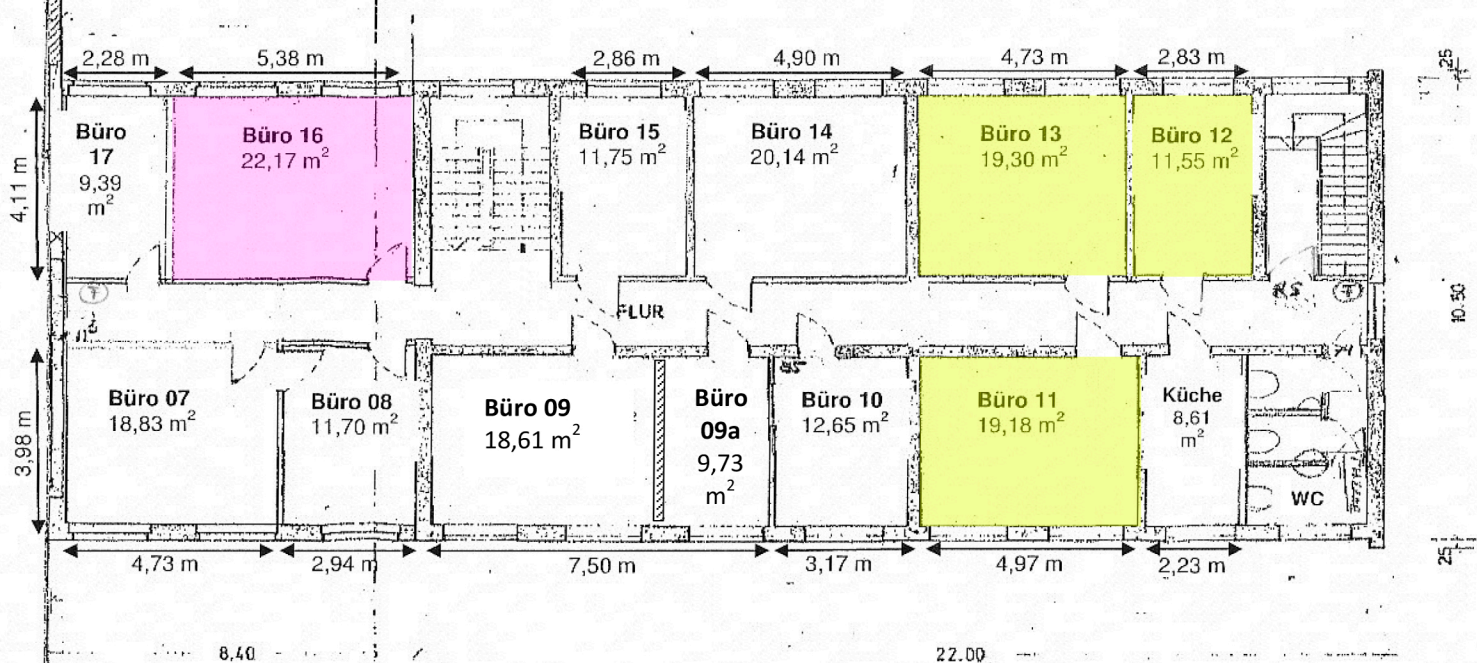 2,28 m
5,38 m
2,86 m
4,90 m
4,73 m
2,83 m
25
4,11 m
Büro
17
9,39
m²
Büro 16
22,17 m²
Büro 15
11,75 m²
Büro 14
20,14 m²
Büro 13
19,30 m²
Büro 12
11,55 m²
FLUR
RS
10.50
3,98 m
Büro 07
18,83 m²
Büro 08
11,70 m²
Büro 09
18,61 m²
Büro
09a
9,73
m²
Büro 10
12,65 m²
Büro 11
19,18 m²
Küche
8,61
m²
WC
4,73 m
2,94 m
7,50 m
3,17 m
4,97 m
2,23 m
25
8,40
22.00